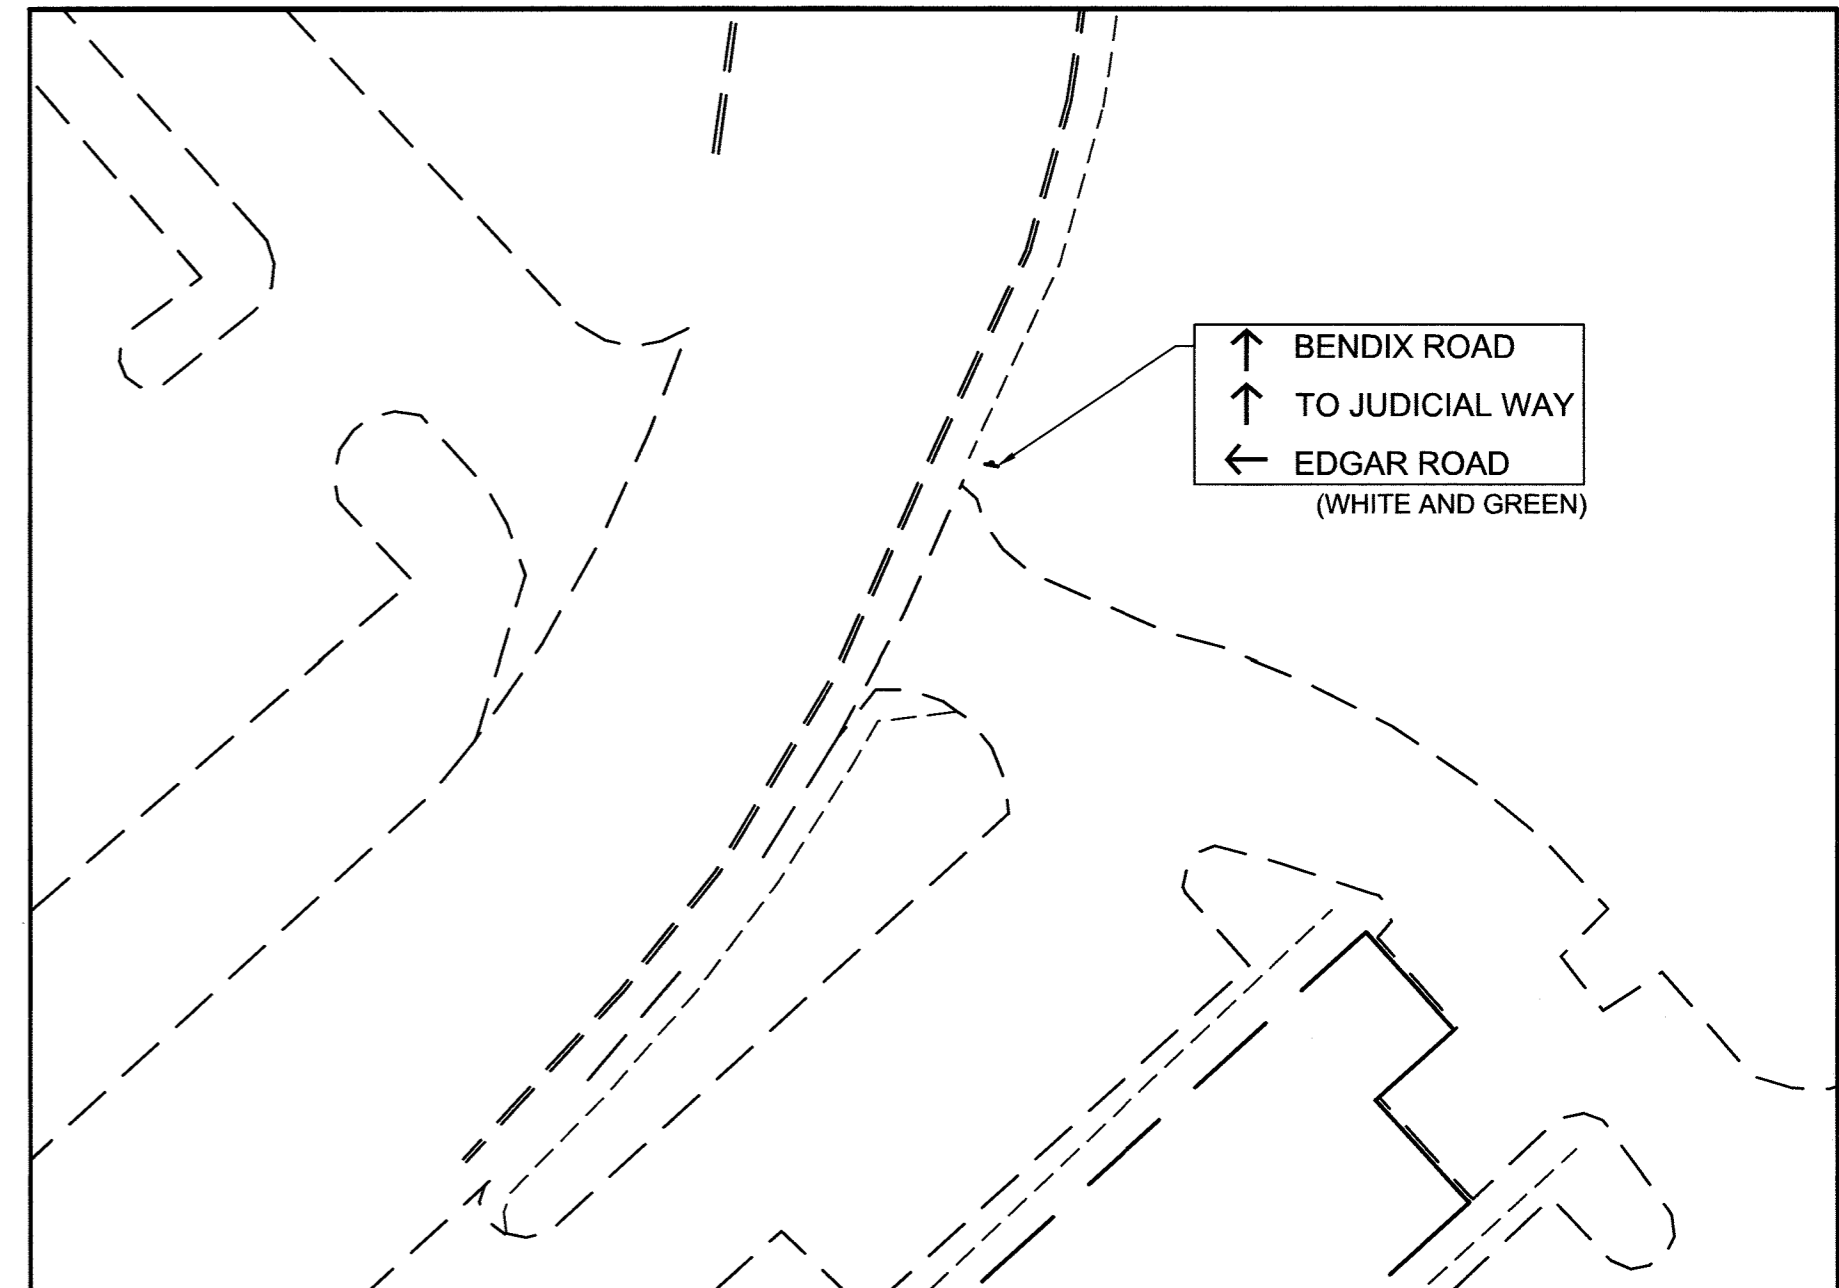 ↑ BENDIX ROAD
↑ TO JUDICIAL WAY
← EDGAR ROAD
(WHITE AND GREEN)